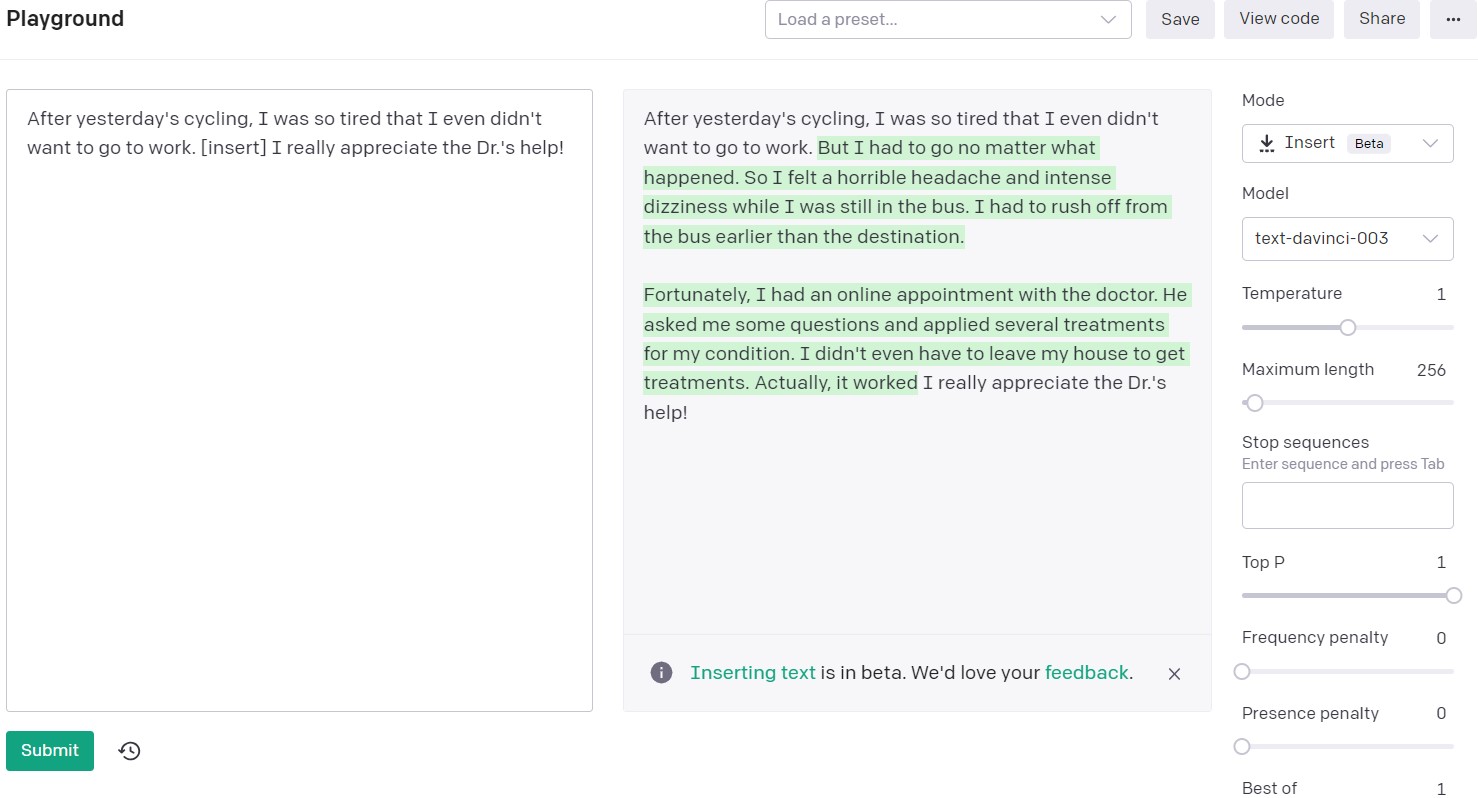 Playground
Load a preset...
Save
View code
Share
After yesterday's cycling, I was so tired that I even didn't
want to go to work. [insert] I really appreciate the Dr.'s help!
After yesterday's cycling, I was so tired that I even didn't
want to go to work. But I had to go no matter what
happened. So I felt a horrible headache and intense
dizziness while I was still in the bus. I had to rush off from
the bus earlier than the destination.
Fortunately, I had an online appointment with the doctor. He
asked me some questions and applied several treatments
for my condition. I didn't even have to leave my house to get
treatments. Actually, it worked I really appreciate the Dr.'s
help!
Inserting text is in beta. We'd love your feedback.
Submit
Mode
Insert Beta
Model
text-davinci-003
Temperature 1
Maximum length 256
Stop sequences
Enter sequence and press Tab
Top P 1
Frequency penalty 0
Presence penalty 0
Best of 1